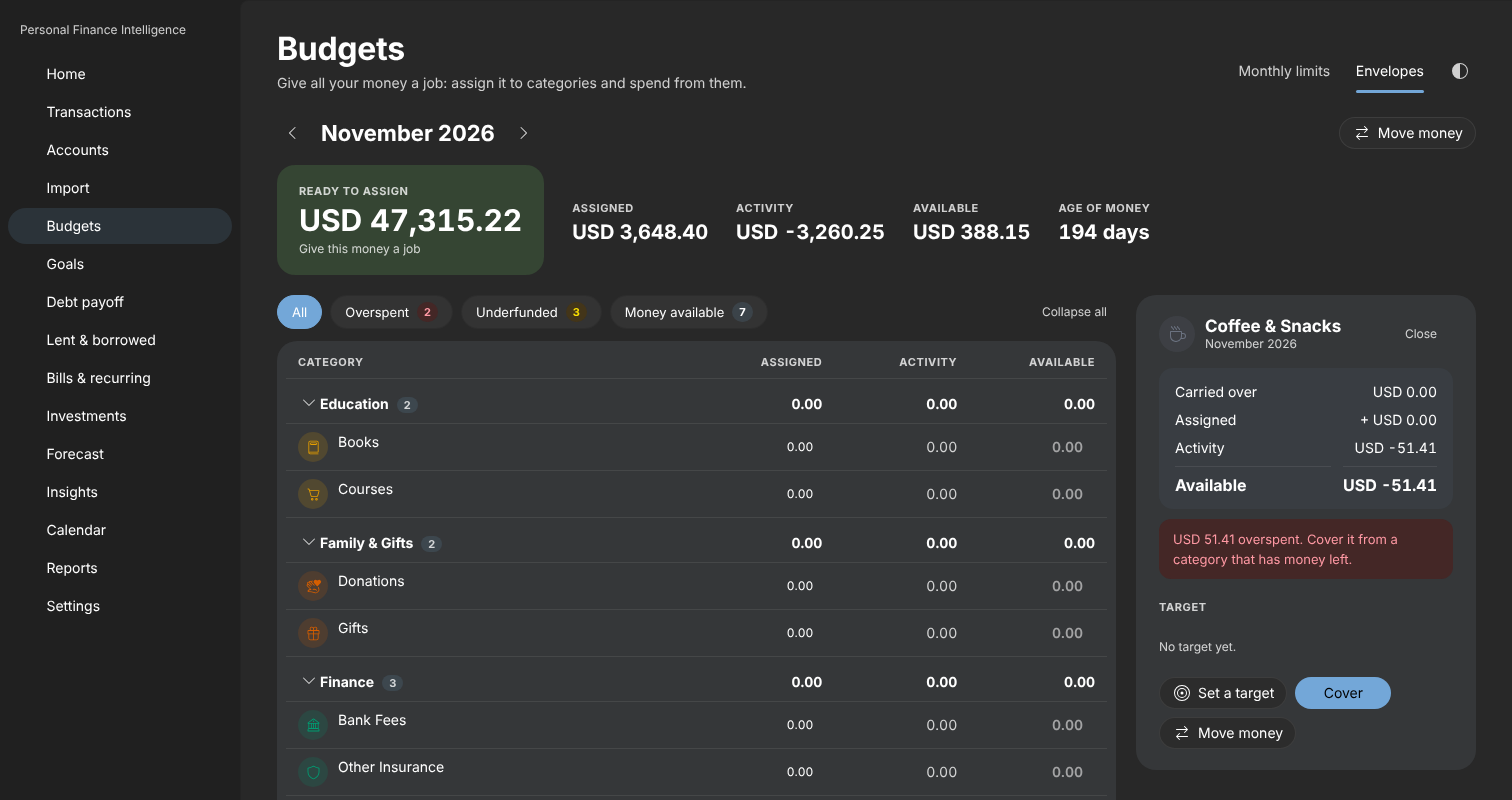 Personal Finance Intelligence
Home
Transactions
Accounts
Import
Budgets
Goals
Debt payoff
Lent & borrowed
Bills & recurring
Investments
Forecast
Insights
Calendar
Reports
Settings
Budgets
Give all your money a job: assign it to categories and spend from them.
Monthly limits
Envelopes
November 2026
Move money
READY TO ASSIGN
USD 47,315.22
Give this money a job
ASSIGNED
USD 3,648.40
ACTIVITY
USD -3,260.25
AVAILABLE
USD 388.15
AGE OF MONEY
194 days
All
Overspent 2
Underfunded 3
Money available 7
Collapse all
CATEGORY ASSIGNED ACTIVITY AVAILABLE
Education 2 0.00 0.00 0.00
Books 0.00 0.00 0.00
Courses 0.00 0.00 0.00
Family & Gifts 2 0.00 0.00 0.00
Donations 0.00 0.00 0.00
Gifts 0.00 0.00 0.00
Finance 3 0.00 0.00 0.00
Bank Fees 0.00 0.00 0.00
Other Insurance 0.00 0.00 0.00
Coffee & Snacks
November 2026
Close
Carried over USD 0.00
Assigned + USD 0.00
Activity USD -51.41
Available USD -51.41
USD 51.41 overspent. Cover it from a
category that has money left.
TARGET
No target yet.
Set a target
Cover
Move money